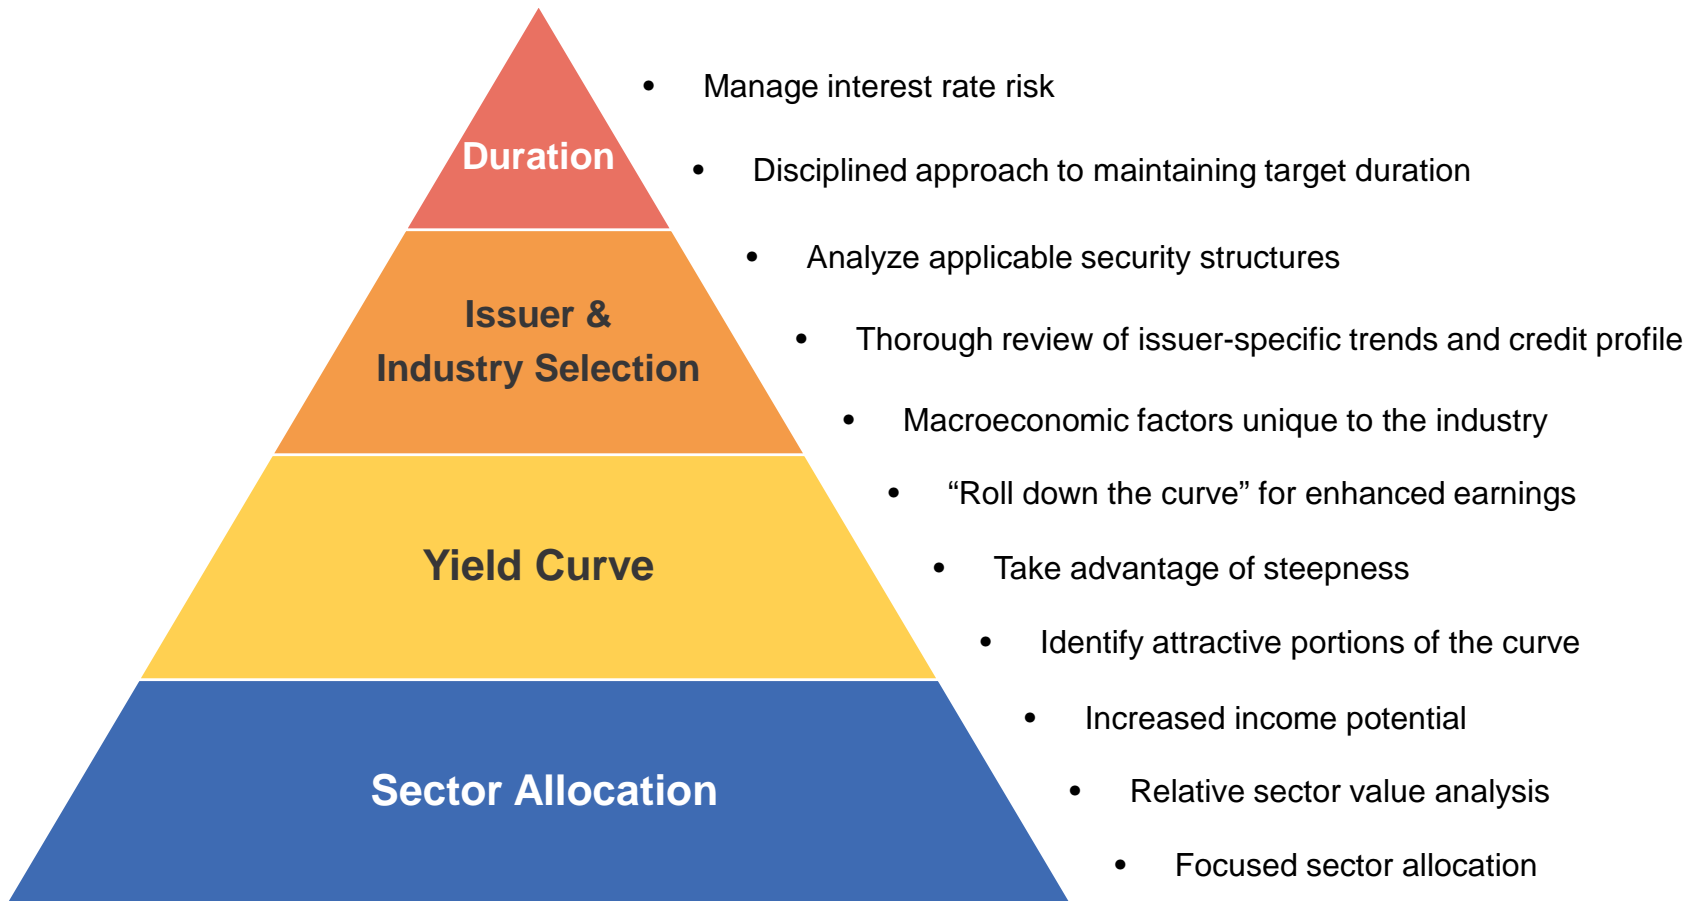 • Manage interest rate risk
Duration
• Disciplined approach to maintaining target duration
• Analyze applicable security structures
Issuer &
Industry Selection
• Thorough review of issuer-specific trends and credit profile
• Macroeconomic factors unique to the industry
• “Roll down the curve” for enhanced earnings
Yield Curve
• Take advantage of steepness
• Identify attractive portions of the curve
• Increased income potential
Sector Allocation
• Relative sector value analysis
• Focused sector allocation